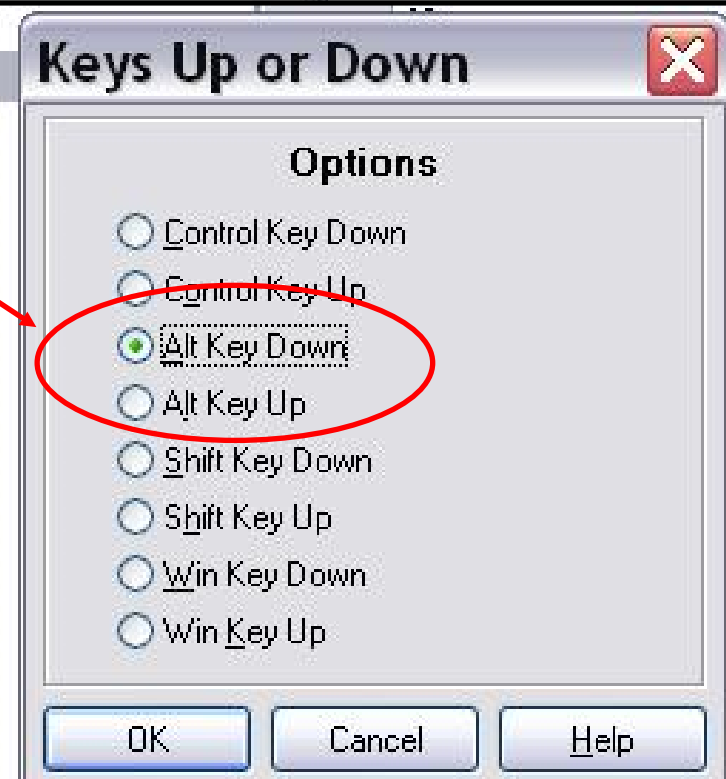 Keys Up or Down
Options
Control Key Down
Control Key Up
Alt Key Down
Alt Key Up
Shift Key Down
Shift Key Up
Win Key Down
Win Key Up
OK Cancel Help